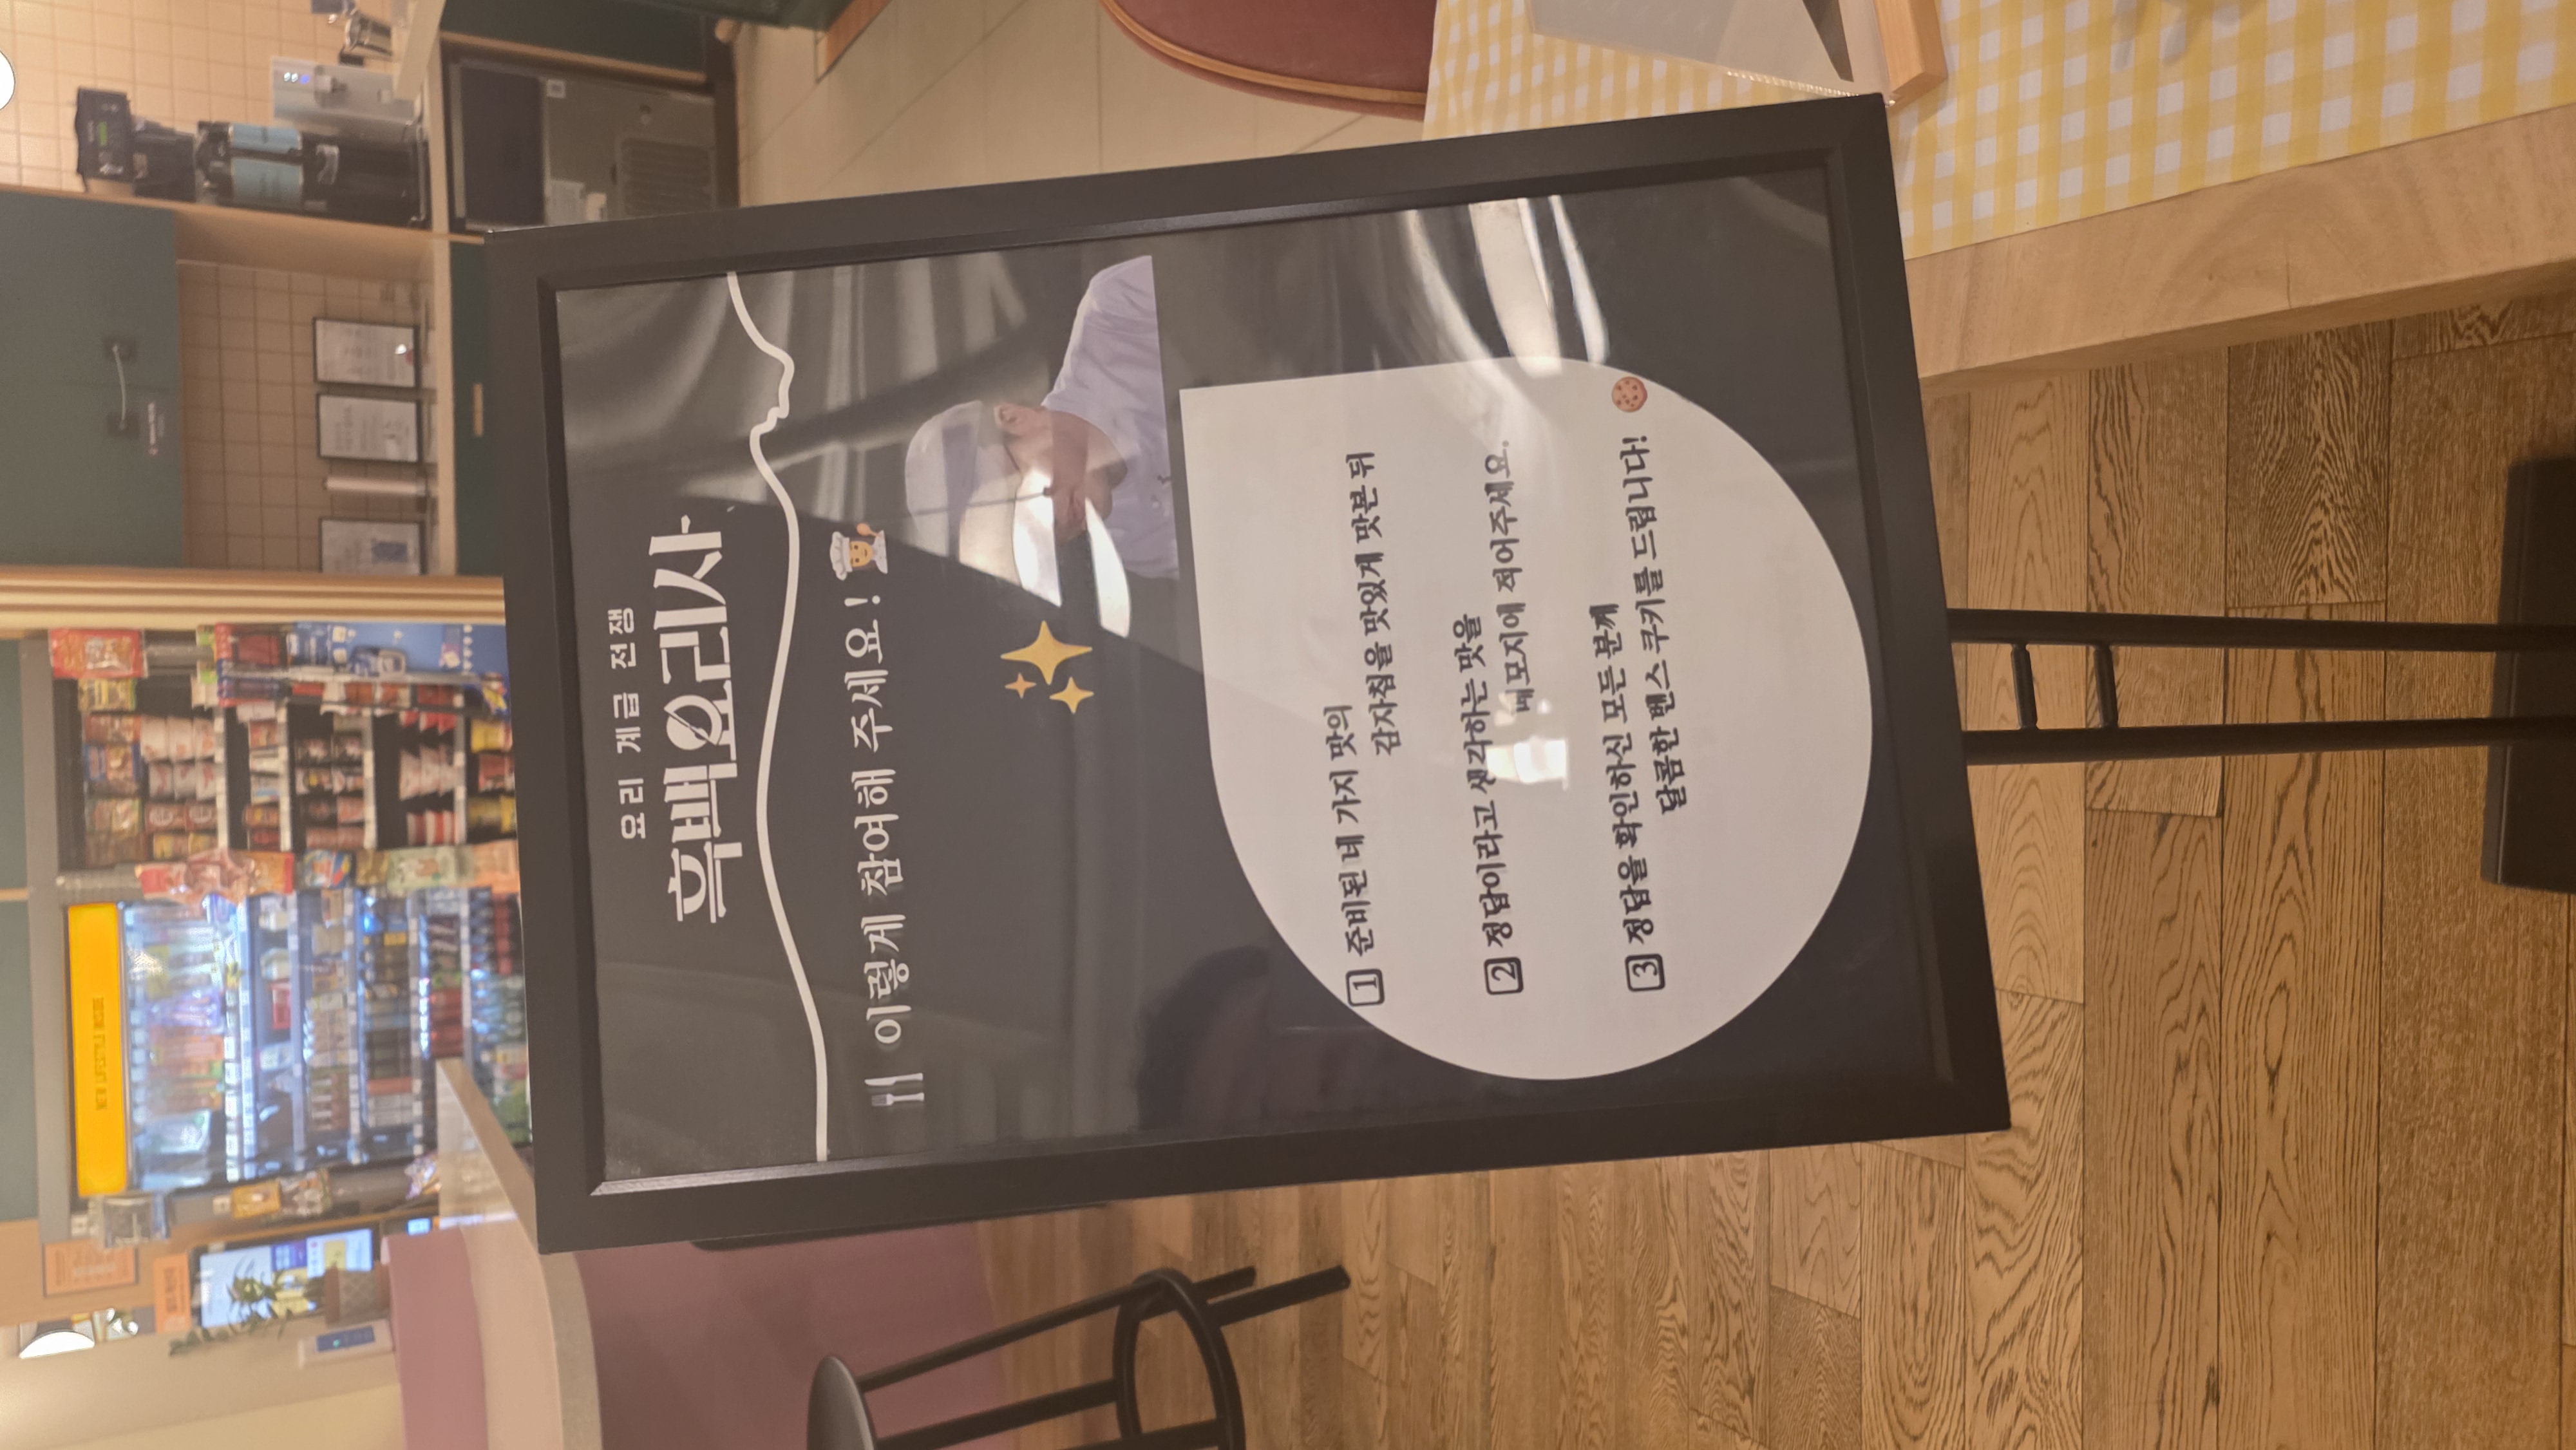 요리 계급 전쟁
흑백요리사
이렇게 참여해 주세요!
1 준비된 네 가지 맛의
감자칩을 맛있게 맛본 뒤
2 정답이라고 생각하는 맛을
메모지에 적어주세요.
3 정답을 확인하신 모든 분께
달콤한 벤스 쿠키를 드립니다!
NEW LIFESTYLE INSIDE